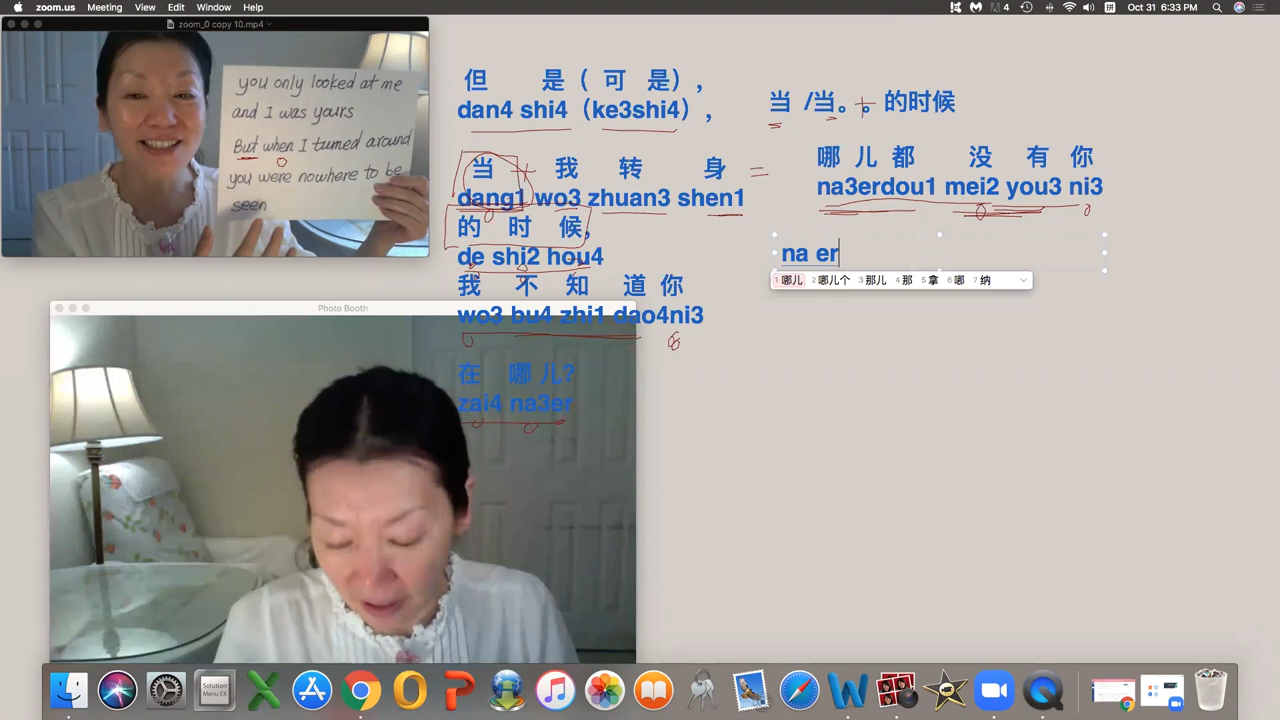 zoom.us Meeting View Edit Window Help
4 拼 Oct 31 6:33 PM
zoom_0 copy 10.mp4
you only looked at me
and I was yours
But when I turned around
you were nowhere to be
seen
但 是（ 可 是），
dan4 shi4（ke3shi4），
当 + 我 转 身 =
dang1 wo3 zhuan3 shen1
的 时 候，
de shi2 hou4
我 不 知 道 你
wo3 bu4 zhi1 dao4ni3
在 哪 儿?
zai4 na3er
当 /当。+。的时候
哪 儿 都 没 有 你
na3erdou1 mei2 you3 ni3
na er
1 哪儿 2 哪儿个 3 那儿 4 那 5 拿 6 哪 7 纳
Photo Booth
Solution
Menu EX